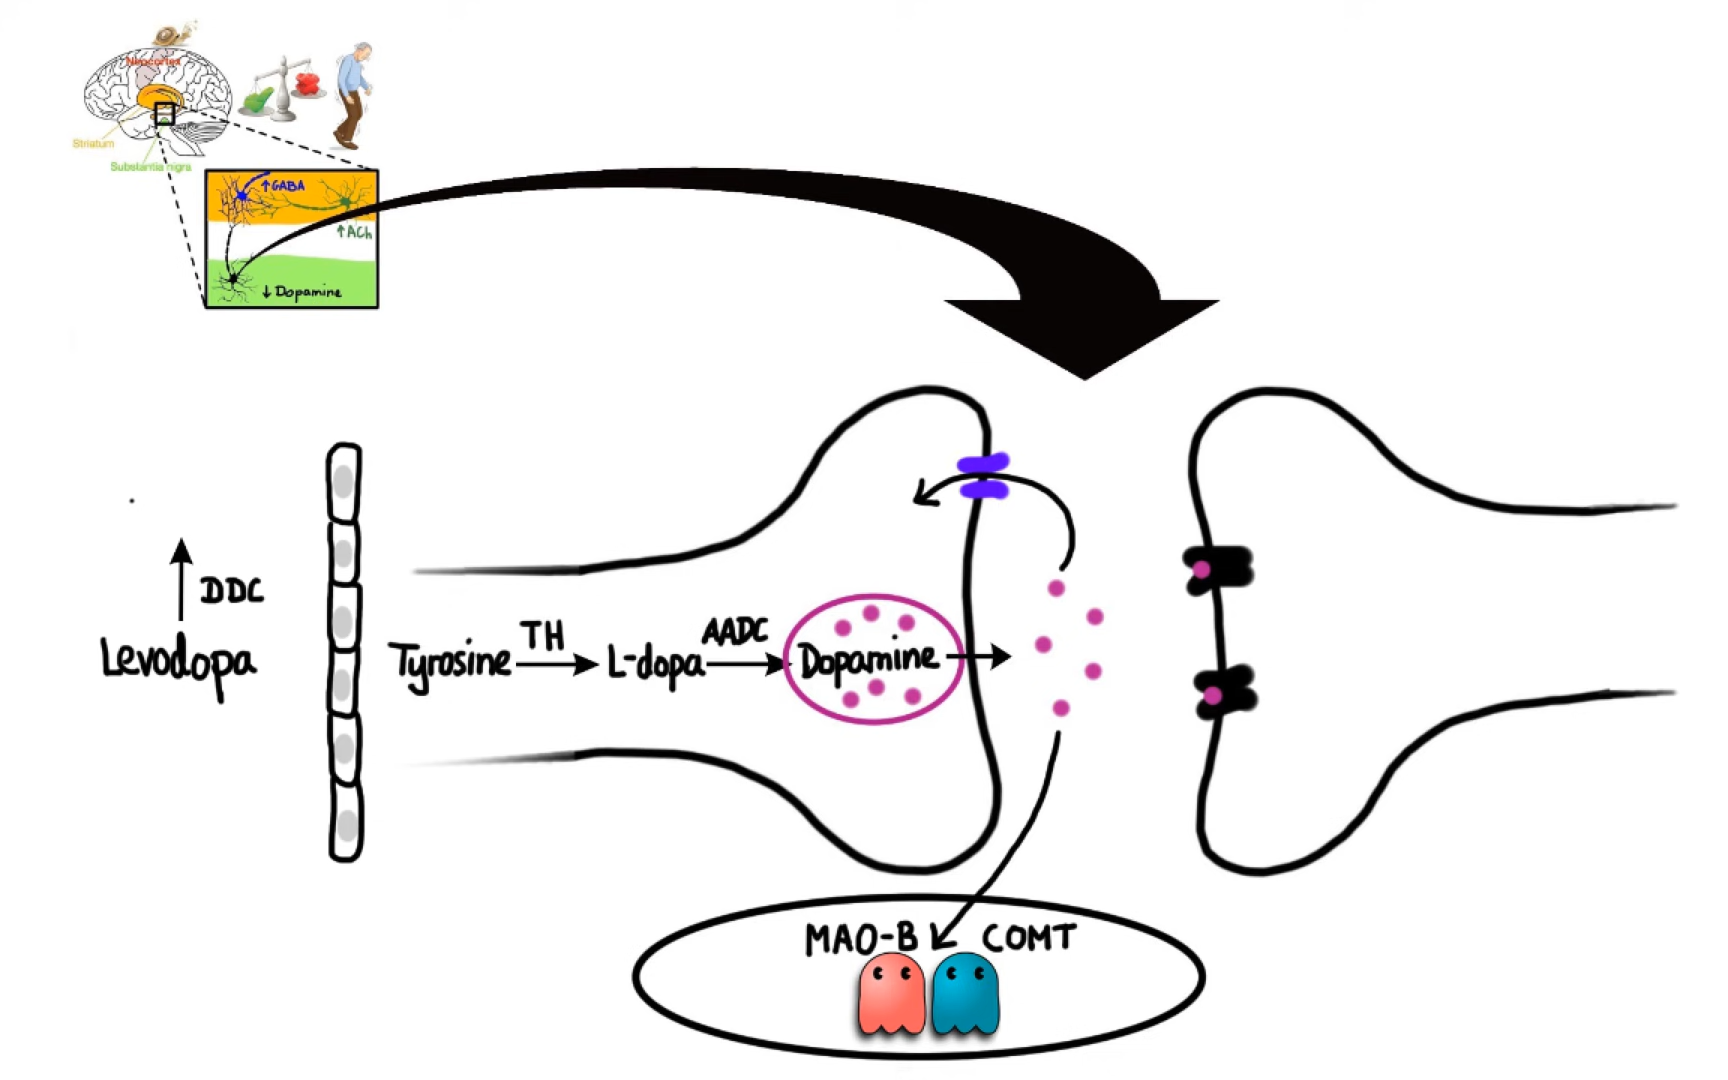 Neocortex
Striatum
Substantia nigra
↑GABA
↑ACh
↓ Dopamine
DDC
Levodopa
Tyrosine TH L-dopa AADC Dopamine
MAO-B COMT